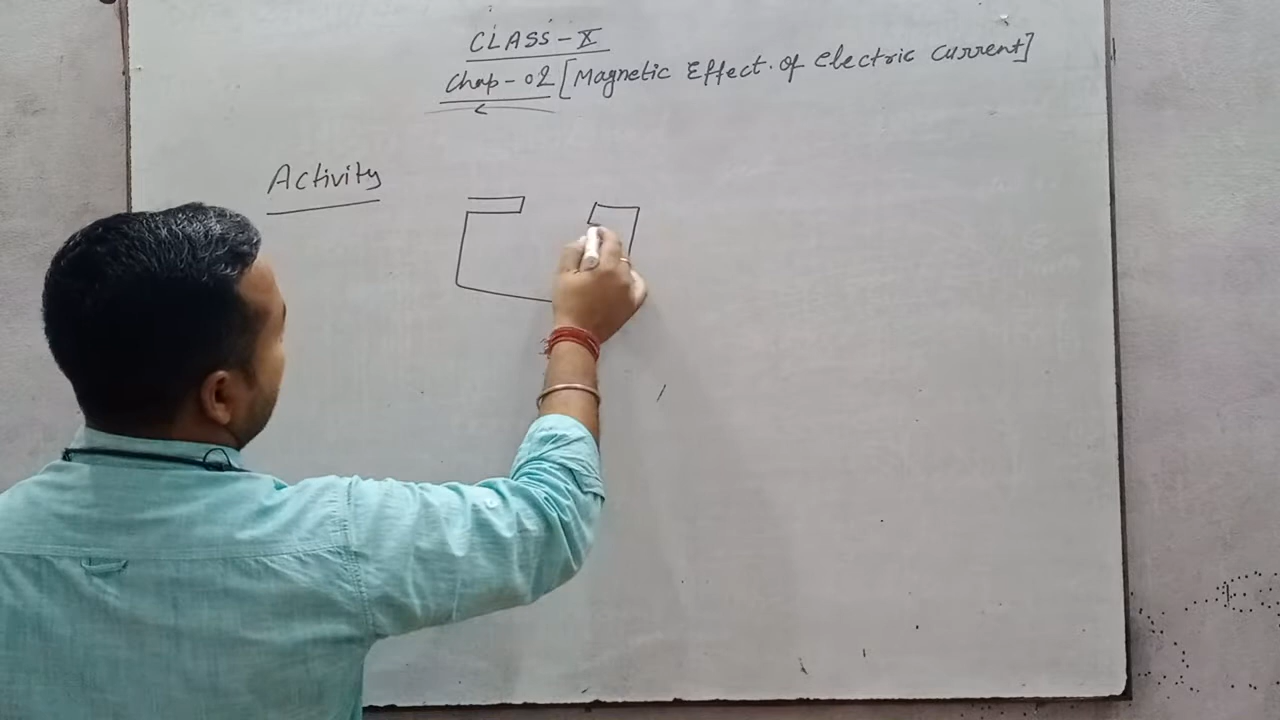 CLASS-X
Chap-02 [Magnetic Effect. of electric current]
Activity